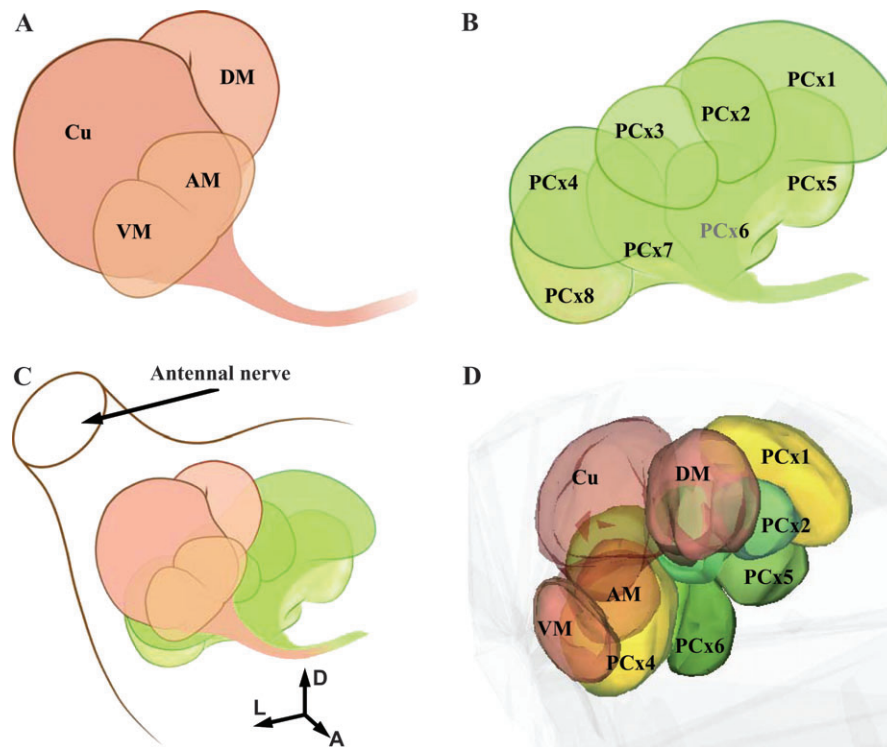 A
DM
Cu
AM
VM
B
PCx1
PCx2
PCx3
PCx4
PCx5
PCx6
PCx7
PCx8
C
Antennal nerve
D
L
A
D
Cu
DM
PCx1
PCx2
PCx5
AM
VM
PCx6
PCx4